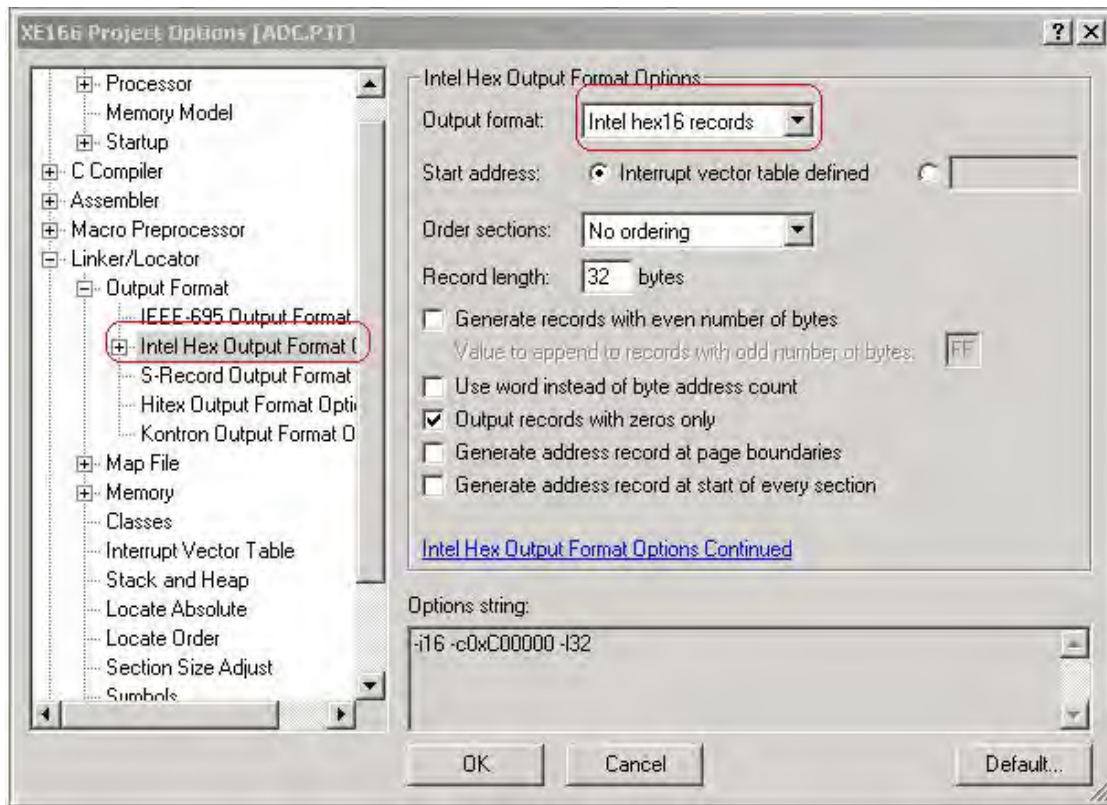 XE166 Project Options [ADC.PJT]
Processor
Memory Model
Startup
C Compiler
Assembler
Macro Preprocessor
Linker/Locator
Output Format
IEEE-695 Output Format
Intel Hex Output Format (
S-Record Output Format
Hitex Output Format Opti
Kontron Output Format O
Map File
Memory
Classes
Interrupt Vector Table
Stack and Heap
Locate Absolute
Locate Order
Section Size Adjust
Symbols
Intel Hex Output Format Options
Output format: Intel hex16 records
Start address: Interrupt vector table defined
Order sections: No ordering
Record length: 32 bytes
Generate records with even number of bytes
Value to append to records with odd number of bytes: FF
Use word instead of byte address count
Output records with zeros only
Generate address record at page boundaries
Generate address record at start of every section
Intel Hex Output Format Options Continued
Options string:
-i16 -c0xC00000 -l32
OK Cancel Default...